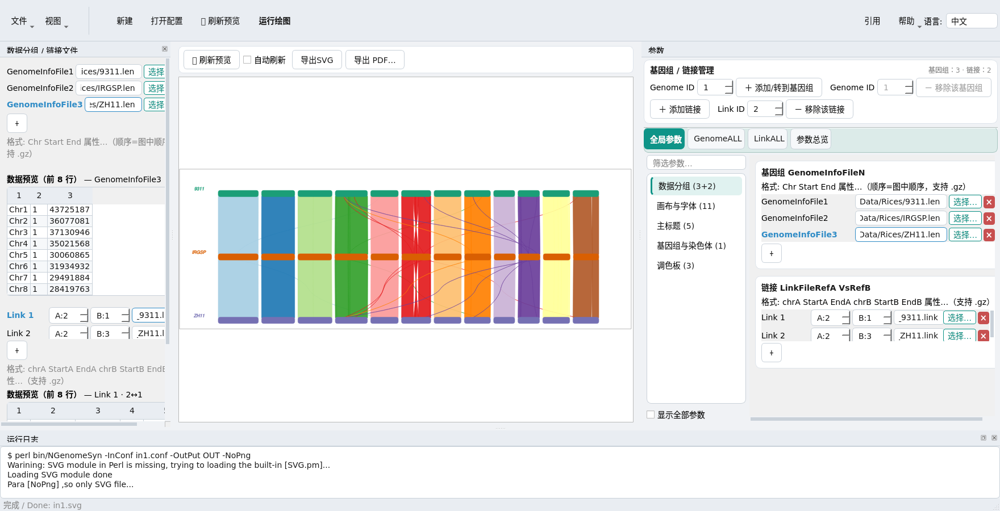 文件 视图 新建 打开配置 刷新预览 运行绘图 引用 帮助 语言: 中文
数据分组 / 链接文件
GenomeInfoFile1 ices/9311.len 选择
GenomeInfoFile2 ices/IRGSP.len 选择
GenomeInfoFile3 es/ZH11.len 选择
+
格式: Chr Start End 属性…（顺序=图中顺
持 .gz）
数据预览（前 8 行） — GenomeInfoFile3
1 2 3
Chr1 1 43725187
Chr2 1 36077081
Chr3 1 37130946
Chr4 1 35021568
Chr5 1 30060865
Chr6 1 31934932
Chr7 1 29491884
Chr8 1 28419763
Link 1 A:2 B:1 _9311.l
Link 2 A:2 B:3 _ZH11.l
+
格式: chrA StartA EndA chrB StartB End
性…（支持 .gz）
数据预览（前 8 行） — Link 1 · 2↔1
1 2 3 4
刷新预览 自动刷新 导出SVG 导出 PDF…
9311
IRGSP
ZH11
参数
基因组 / 链接管理 基因组：3 · 链接：2
Genome ID 1 + 添加/转到基因组 Genome ID 1 − 移除该基因组
+ 添加链接 Link ID 2 − 移除该链接
全局参数 GenomeALL LinkALL 参数总览
筛选参数…
数据分组 (3+2)
画布与字体 (11)
主标题 (5)
基因组与染色体 (1)
调色板 (3)
显示全部参数
基因组 GenomeInfoFileN
格式: Chr Start End 属性…（顺序=图中顺序，支持 .gz）
GenomeInfoFile1 Data/Rices/9311.len 选择… ×
GenomeInfoFile2 Data/Rices/IRGSP.len 选择… ×
GenomeInfoFile3 Data/Rices/ZH11.len 选择… ×
+
链接 LinkFileRefA VsRefB
格式: chrA StartA EndA chrB StartB EndB 属性…（支持 .gz）
Link 1 A:2 B:1 _9311.link 选择… ×
Link 2 A:2 B:3 _ZH11.link 选择… ×
+
运行日志
$ perl bin/NGenomeSyn -InConf in1.conf -OutPut OUT -NoPng
Warining: SVG module in Perl is missing, trying to loading the built-in [SVG.pm]...
Loading SVG module done
Para [NoPng] ,so only SVG file...
完成 / Done: in1.svg